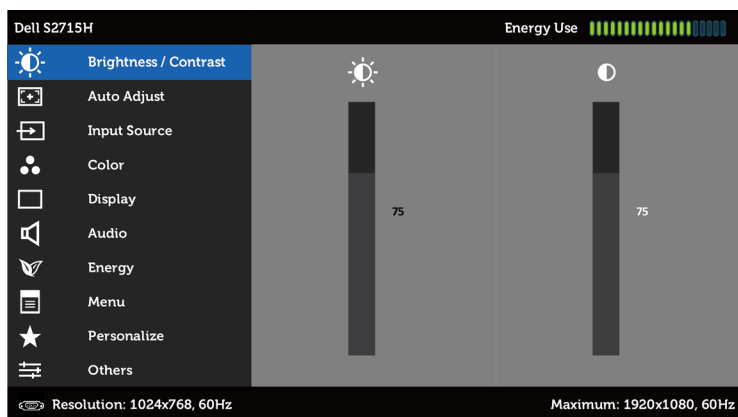 Dell S2715H
Energy Use
Brightness / Contrast
Auto Adjust
Input Source
Color
Display
Audio
Energy
Menu
Personalize
Others
75
75
Resolution: 1024x768, 60Hz
Maximum: 1920x1080, 60Hz